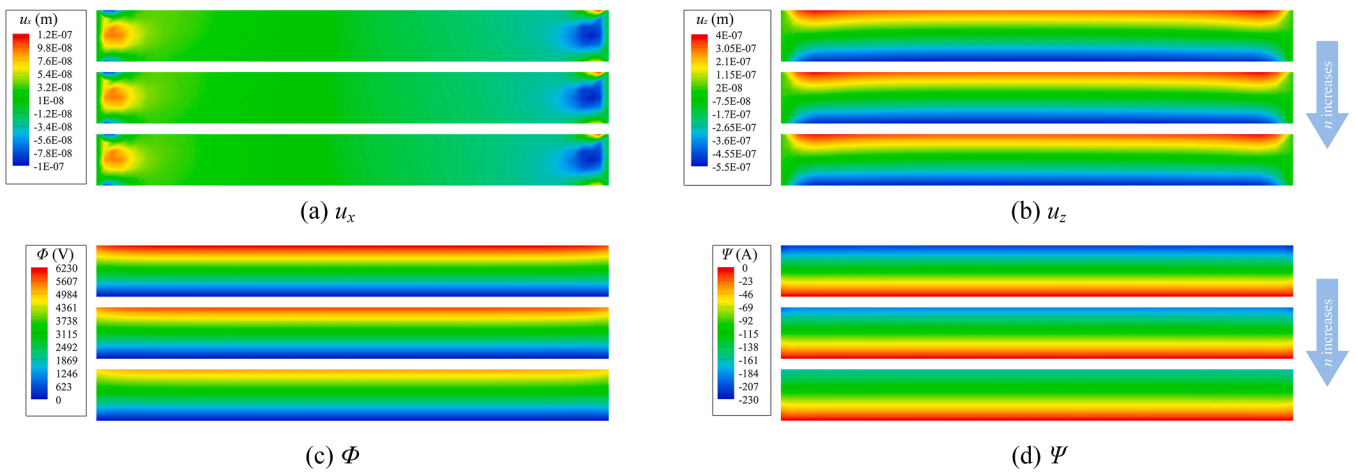 uₓ (m)
1.2E-07
9.8E-08
7.6E-08
5.4E-08
3.2E-08
1E-08
-1.2E-08
-3.4E-08
-5.6E-08
-7.8E-08
-1E-07
(a) uₓ
u_z (m)
4E-07
3.05E-07
2.1E-07
1.15E-07
2E-08
-7.5E-08
-1.7E-07
-2.65E-07
-3.6E-07
-4.55E-07
-5.5E-07
n increases
(b) u_z
Φ (V)
6230
5607
4984
4361
3738
3115
2492
1869
1246
623
0
(c) Φ
Ψ (A)
0
-23
-46
-69
-92
-115
-138
-161
-184
-207
-230
n increases
(d) Ψ